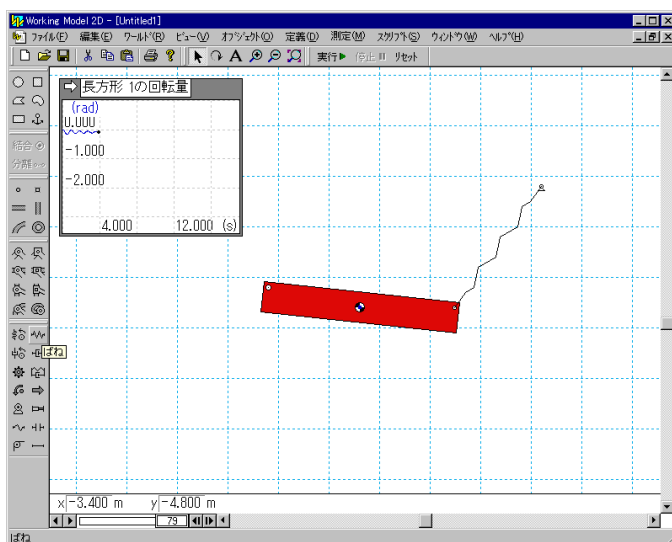 Working Model 2D - [Untitled1]
ファイル(F) 編集(E) ワールド(R) ビュー(V) オブジェクト(O) 定義(D) 測定(M) スクリプト(S) ウィンドウ(W) ヘルプ(H)
A ? 実行 停止 リセット
長方形 1の回転量
(rad)
0.000
-1.000
-2.000
4.000 12.000 (s)
結合
分離
ばね
x -3.400 m y -4.800 m
79
ばね